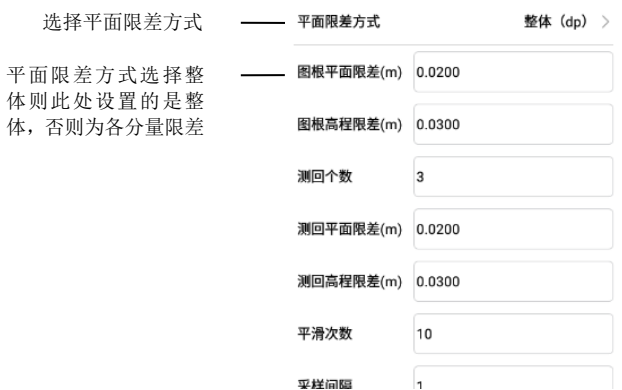 选择平面限差方式
平面限差方式 整体（dp） >
平面限差方式选择整
体则此处设置的是整
体，否则为各分量限差
图根平面限差(m) 0.0200
图根高程限差(m) 0.0300
测回个数 3
测回平面限差(m) 0.0200
测回高程限差(m) 0.0300
平滑次数 10
采样间隔 1